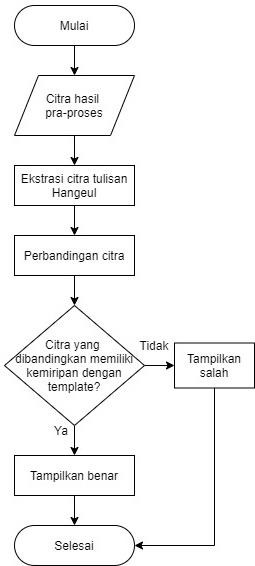 Mulai
Citra hasil
pra-proses
Ekstrasi citra tulisan
Hangeul
Perbandingan citra
Citra yang
dibandingkan memiliki
kemiripan dengan
template?
Tidak
Tampilkan
salah
Ya
Tampilkan benar
Selesai